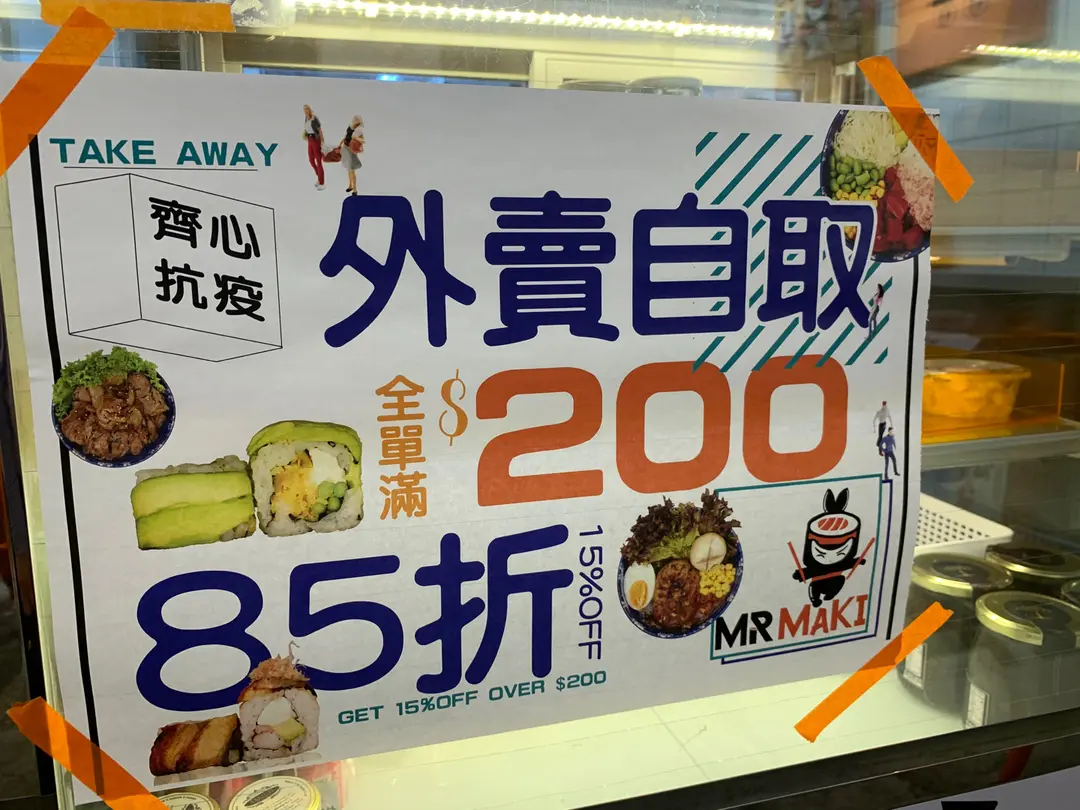 TAKE AWAY
齊心
抗疫
外賣自取
全單滿
$200
85折
15%OFF
GET 15%OFF OVER $200
MR MAKI